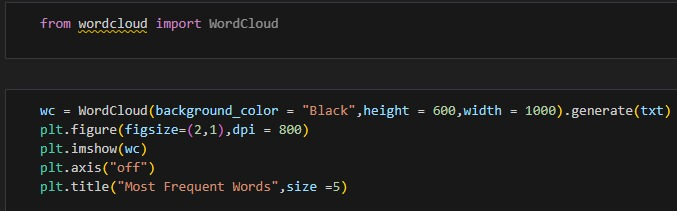 from wordcloud import WordCloud
wc = WordCloud(background_color = "Black",height = 600,width = 1000).generate(txt)
plt.figure(figsize=(2,1),dpi = 800)
plt.imshow(wc)
plt.axis("off")
plt.title("Most Frequent Words",size =5)